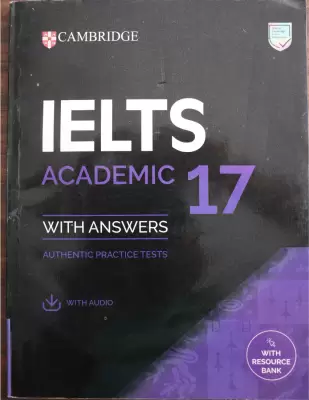 CAMBRIDGE
IELTS
ACADEMIC 17
WITH ANSWERS
AUTHENTIC PRACTICE TESTS
WITH AUDIO
WITH
RESOURCE
BANK